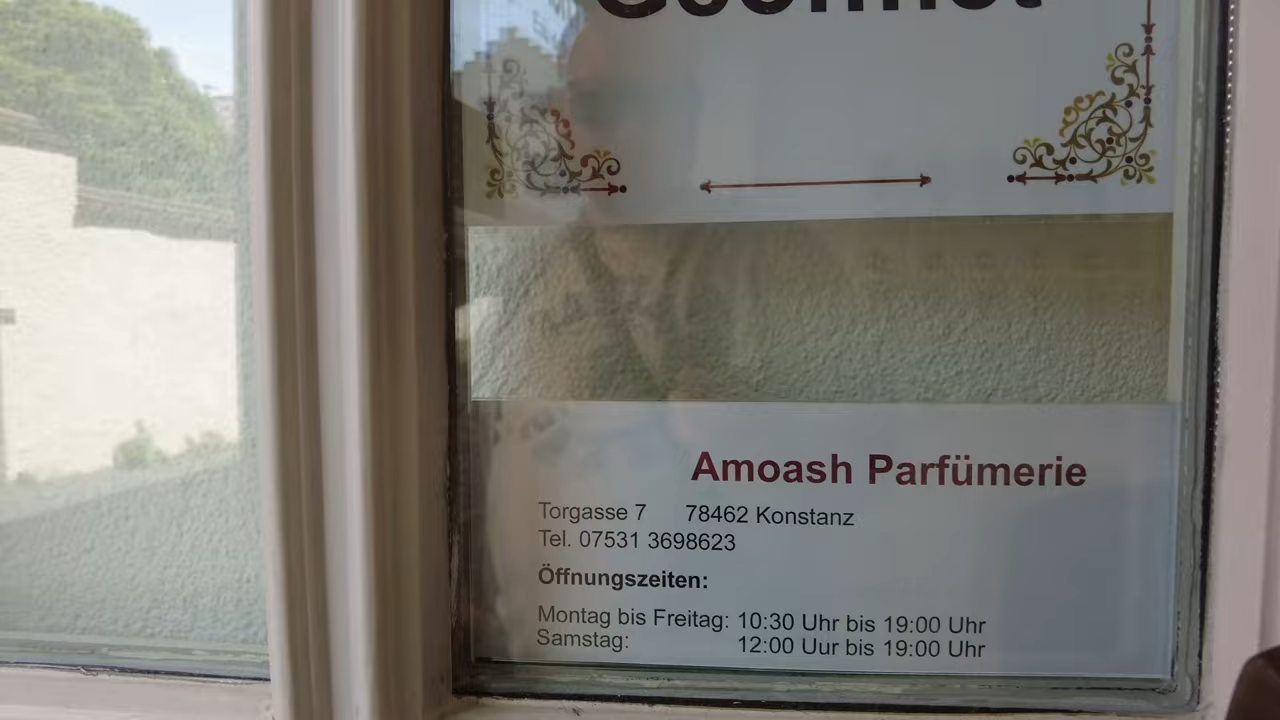 Amoash Parfümerie
Torgasse 7 78462 Konstanz
Tel. 07531 3698623
Öffnungszeiten:
Montag bis Freitag: 10:30 Uhr bis 19:00 Uhr
Samstag: 12:00 Uur bis 19:00 Uhr